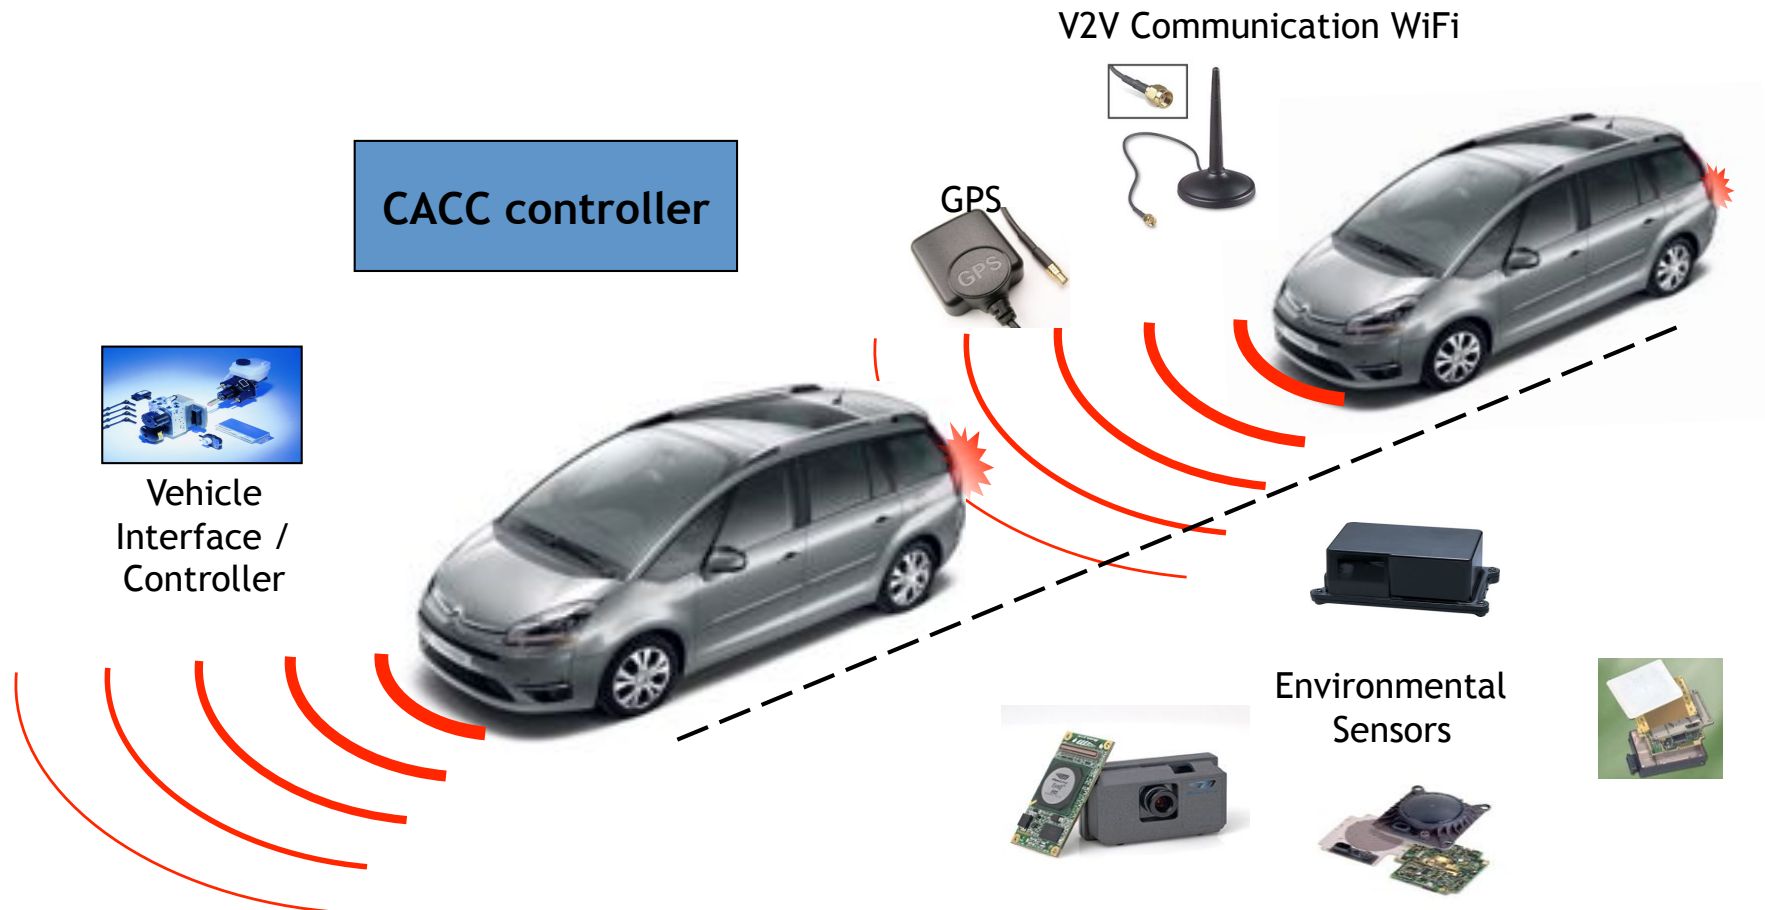 V2V Communication WiFi
CACC controller
GPS
GPS
Vehicle
Interface /
Controller
Environmental
Sensors